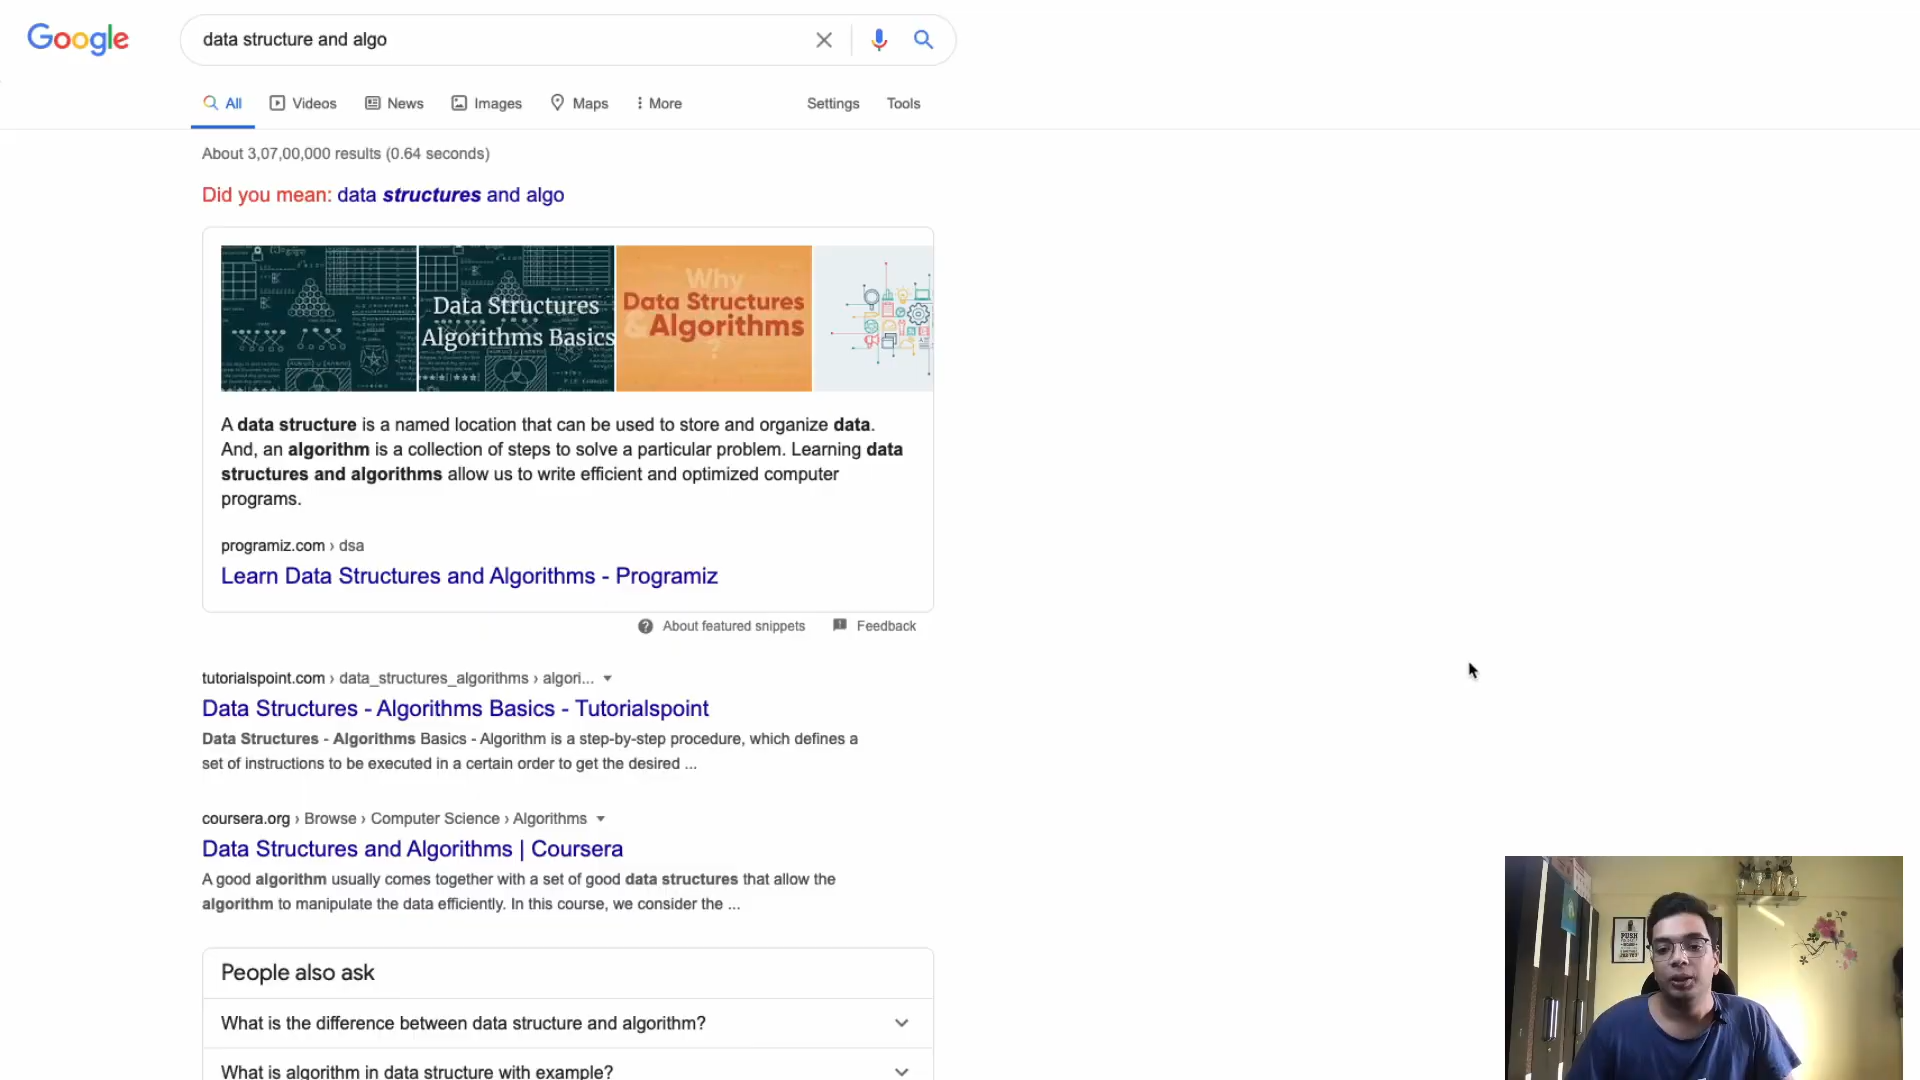 Google
data structure and algo
All
Videos
News
Images
Maps
More
Settings
Tools
About 3,07,00,000 results (0.64 seconds)
Did you mean: data structures and algo
Data Structures
Algorithms Basics
Why
Data Structures
& Algorithms
?
A data structure is a named location that can be used to store and organize data.
And, an algorithm is a collection of steps to solve a particular problem. Learning data
structures and algorithms allow us to write efficient and optimized computer
programs.
programiz.com › dsa
Learn Data Structures and Algorithms - Programiz
About featured snippets
Feedback
tutorialspoint.com › data_structures_algorithms › algori...
Data Structures - Algorithms Basics - Tutorialspoint
Data Structures - Algorithms Basics - Algorithm is a step-by-step procedure, which defines a
set of instructions to be executed in a certain order to get the desired ...
coursera.org › Browse › Computer Science › Algorithms
Data Structures and Algorithms | Coursera
A good algorithm usually comes together with a set of good data structures that allow the
algorithm to manipulate the data efficiently. In this course, we consider the ...
People also ask
What is the difference between data structure and algorithm?
What is algorithm in data structure with example?
PUSH